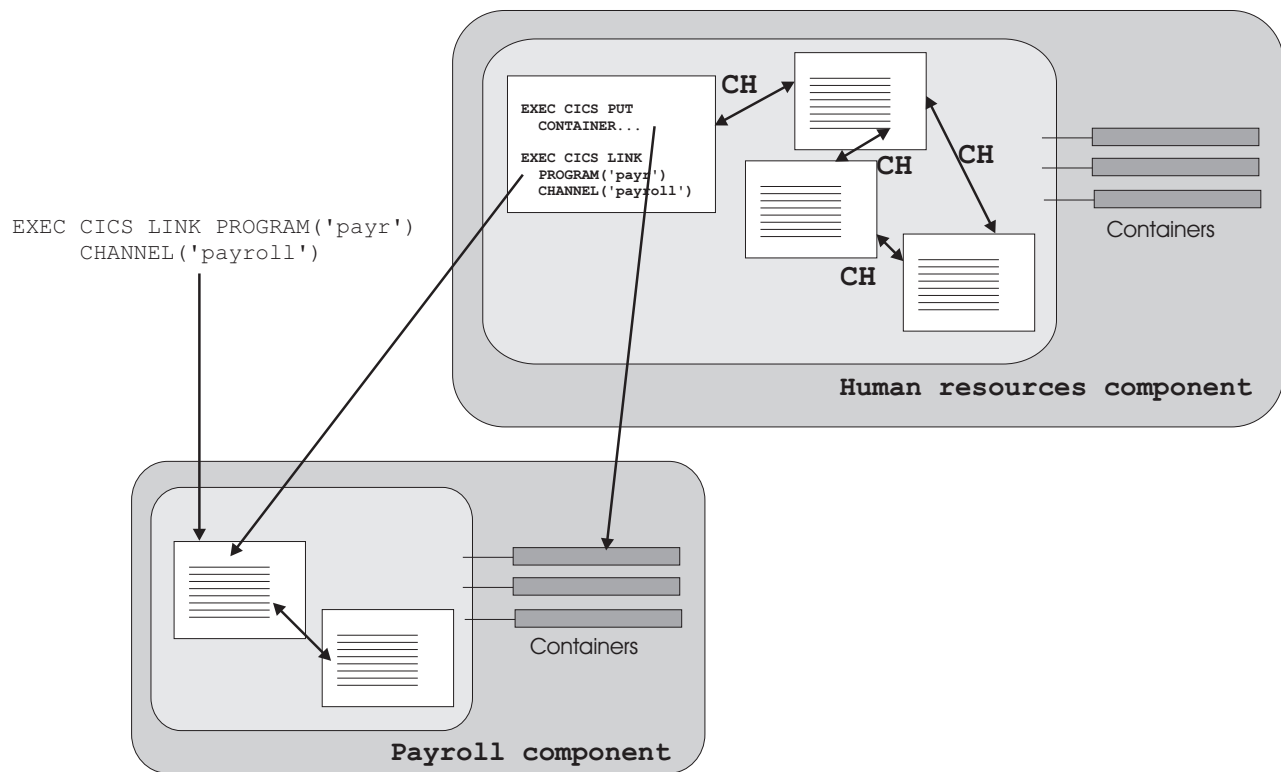 EXEC CICS PUT
CONTAINER...
EXEC CICS LINK
PROGRAM('payr')
CHANNEL('payroll')
CH
CH
CH
CH
Containers
Human resources component
EXEC CICS LINK PROGRAM('payr')
CHANNEL('payroll')
Containers
Payroll component